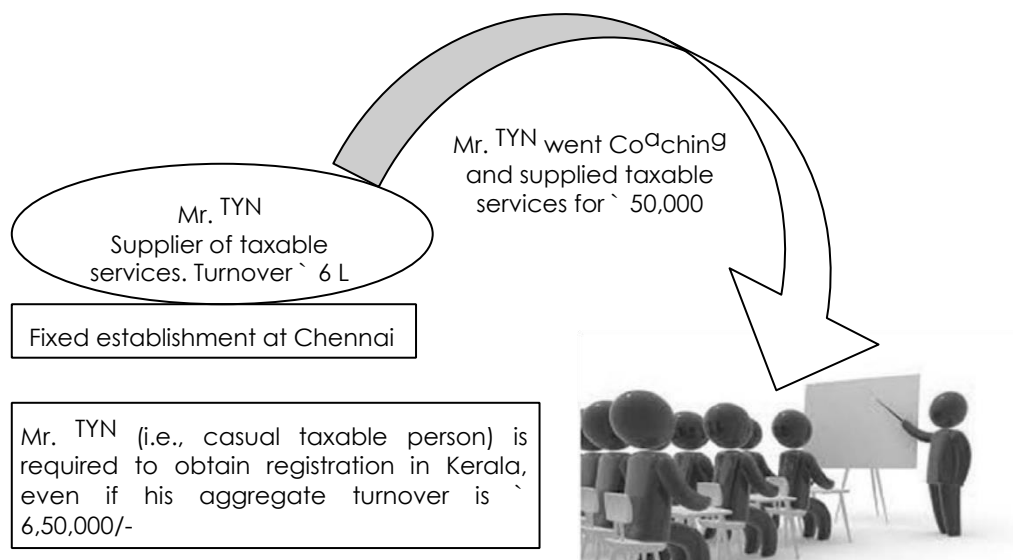 Mr. TYN went Coaching
and supplied taxable
services for ` 50,000
Mr. TYN
Supplier of taxable
services. Turnover ` 6 L
Fixed establishment at Chennai
Mr. TYN (i.e., casual taxable person) is
required to obtain registration in Kerala,
even if his aggregate turnover is `
6,50,000/-